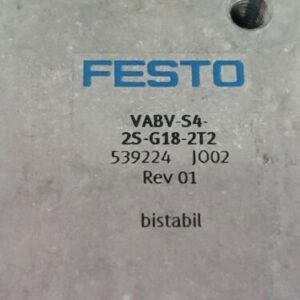 FESTO
VABV-S4-
2S-G18-2T2
539224 J002
Rev 01
bistabil